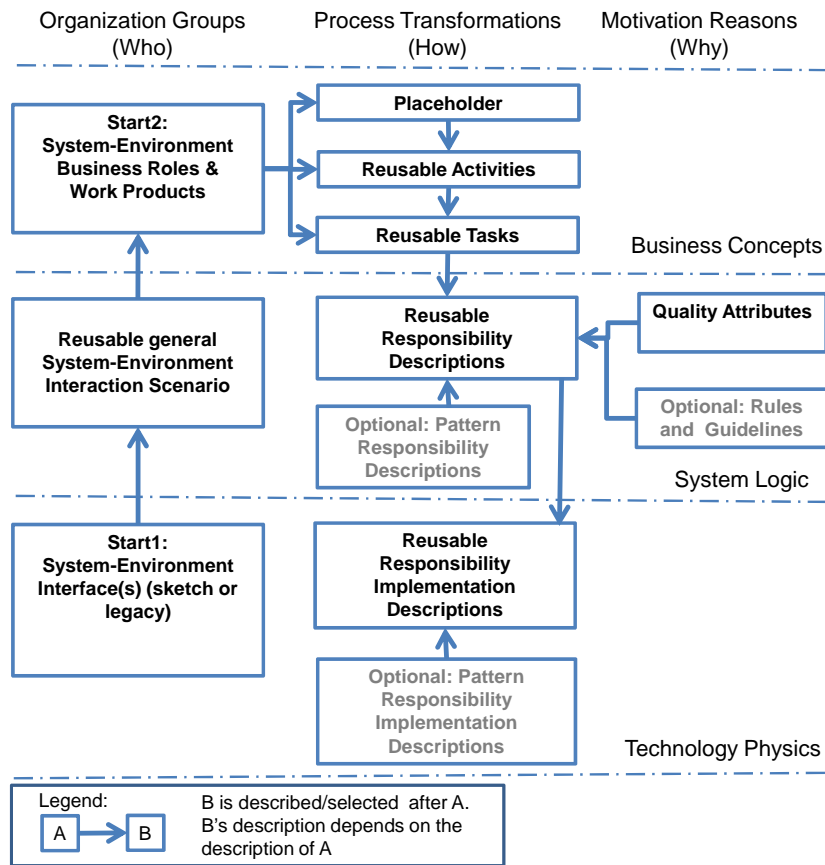 Organization Groups
(Who)
Process Transformations
(How)
Motivation Reasons
(Why)
Start2:
System-Environment
Business Roles &
Work Products
Placeholder
Reusable Activities
Reusable Tasks
Business Concepts
Reusable general
System-Environment
Interaction Scenario
Reusable
Responsibility
Descriptions
Quality Attributes
Optional: Pattern
Responsibility
Descriptions
Optional: Rules
and Guidelines
System Logic
Start1:
System-Environment
Interface(s) (sketch or
legacy)
Reusable
Responsibility
Implementation
Descriptions
Optional: Pattern
Responsibility
Implementation
Descriptions
Technology Physics
Legend:
A
B
B is described/selected after A.
B's description depends on the
description of A